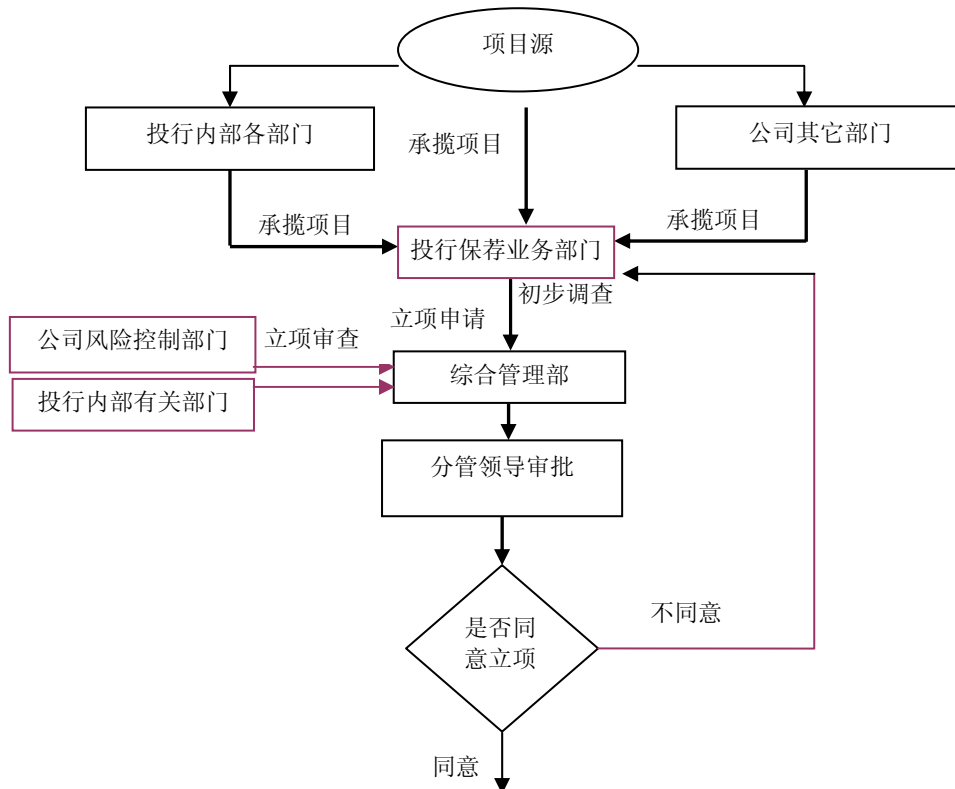 项目源
投行内部各部门
承揽项目
公司其它部门
承揽项目
承揽项目
投行保荐业务部门
初步调查
立项申请
公司风险控制部门
立项审查
综合管理部
投行内部有关部门
分管领导审批
是否同
意立项
不同意
同意